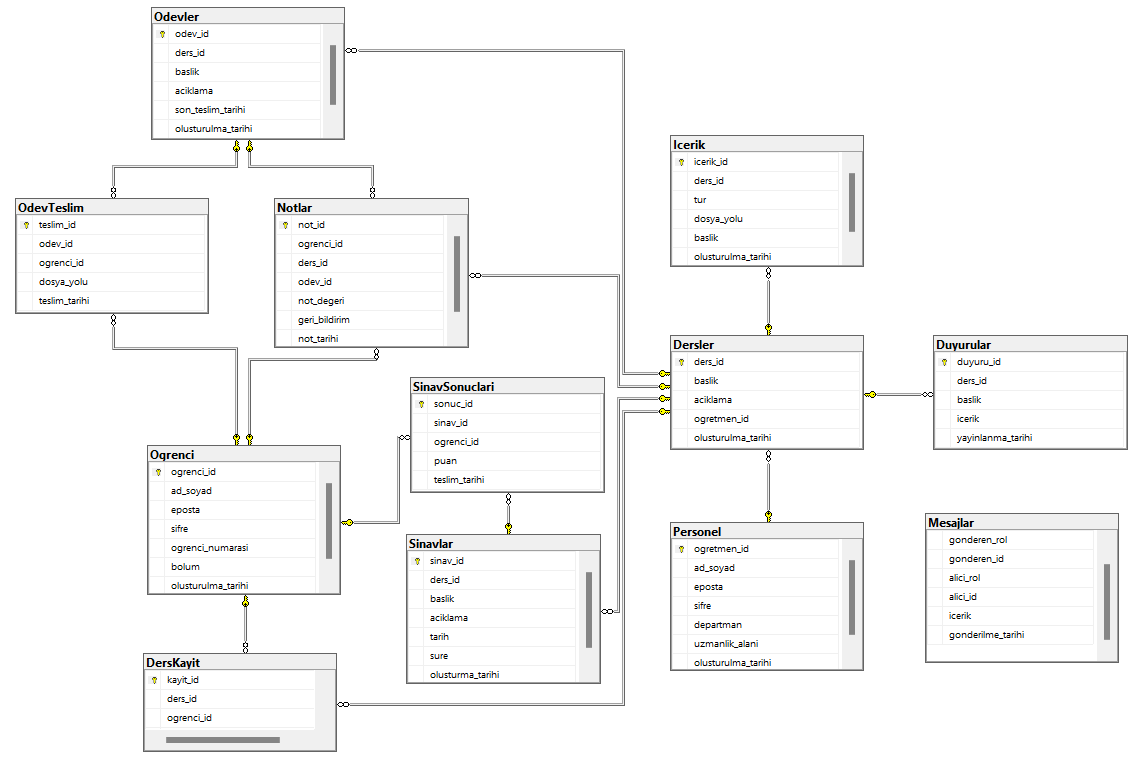 Odevler
odev_id
ders_id
baslik
aciklama
son_teslim_tarihi
olusturulma_tarihi
OdevTeslim
teslim_id
odev_id
ogrenci_id
dosya_yolu
teslim_tarihi
Notlar
not_id
ogrenci_id
ders_id
odev_id
not_degeri
geri_bildirim
not_tarihi
Icerik
icerik_id
ders_id
tur
dosya_yolu
baslik
olusturulma_tarihi
Dersler
ders_id
baslik
aciklama
ogretmen_id
olusturulma_tarihi
Duyurular
duyuru_id
ders_id
baslik
icerik
yayinlanma_tarihi
SinavSonuclari
sonuc_id
sinav_id
ogrenci_id
puan
teslim_tarihi
Ogrenci
ogrenci_id
ad_soyad
eposta
sifre
ogrenci_numarasi
bolum
olusturulma_tarihi
Sinavlar
sinav_id
ders_id
baslik
aciklama
tarih
sure
olusturma_tarihi
Personel
ogretmen_id
ad_soyad
eposta
sifre
departman
uzmanlik_alani
olusturulma_tarihi
Mesajlar
gonderen_rol
gonderen_id
alici_rol
alici_id
icerik
gonderilme_tarihi
DersKayit
kayit_id
ders_id
ogrenci_id